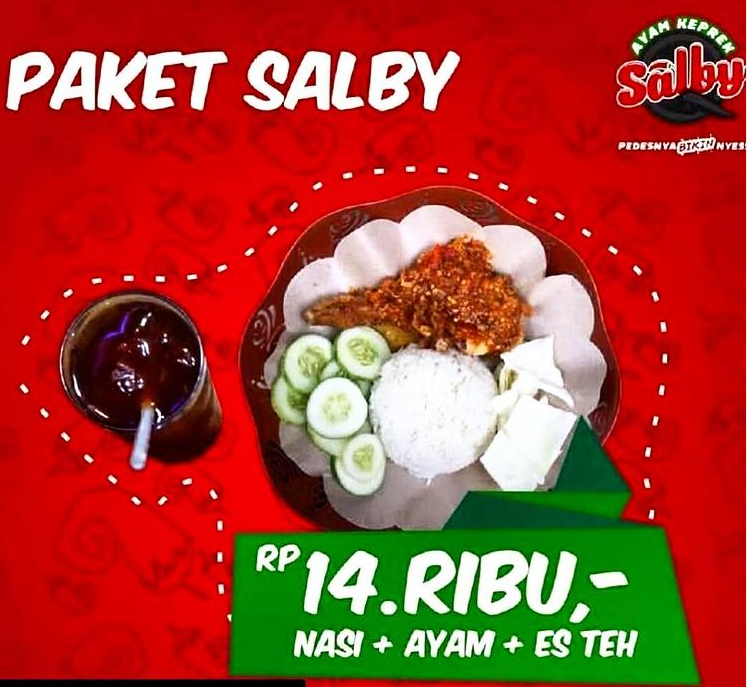 PAKET SALBY
AYAM KEPREK
Salby
PEDESNYA BIKIN NYESS
RP 14.RIBU,-
NASI + AYAM + ES TEH